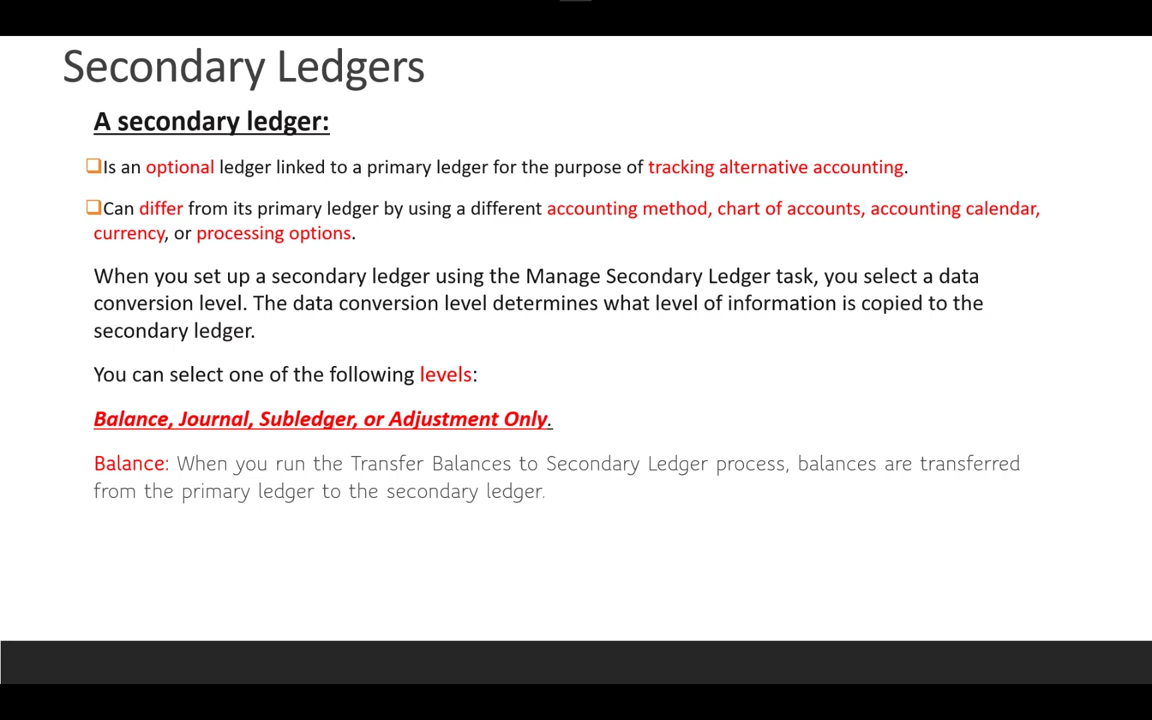 Secondary Ledgers
A secondary ledger:
Is an optional ledger linked to a primary ledger for the purpose of tracking alternative accounting.
Can differ from its primary ledger by using a different accounting method, chart of accounts, accounting calendar,
currency, or processing options.
When you set up a secondary ledger using the Manage Secondary Ledger task, you select a data
conversion level. The data conversion level determines what level of information is copied to the
secondary ledger.
You can select one of the following levels:
Balance, Journal, Subledger, or Adjustment Only.
Balance: When you run the Transfer Balances to Secondary Ledger process, balances are transferred
from the primary ledger to the secondary ledger.